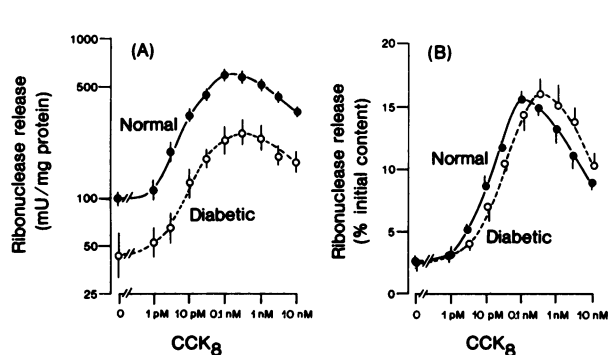 (A)
Ribonuclease release
(mU/mg protein)
1000
500
100
50
25
Normal
Diabetic
0 1 pM 10 pM 0.1 nM 1 nM 10 nM
CCK8
(B)
Ribonuclease release
(% initial content)
20
15
10
5
0
Normal
Diabetic
0 1 pM 10 pM 0.1 nM 1 nM 10 nM
CCK8